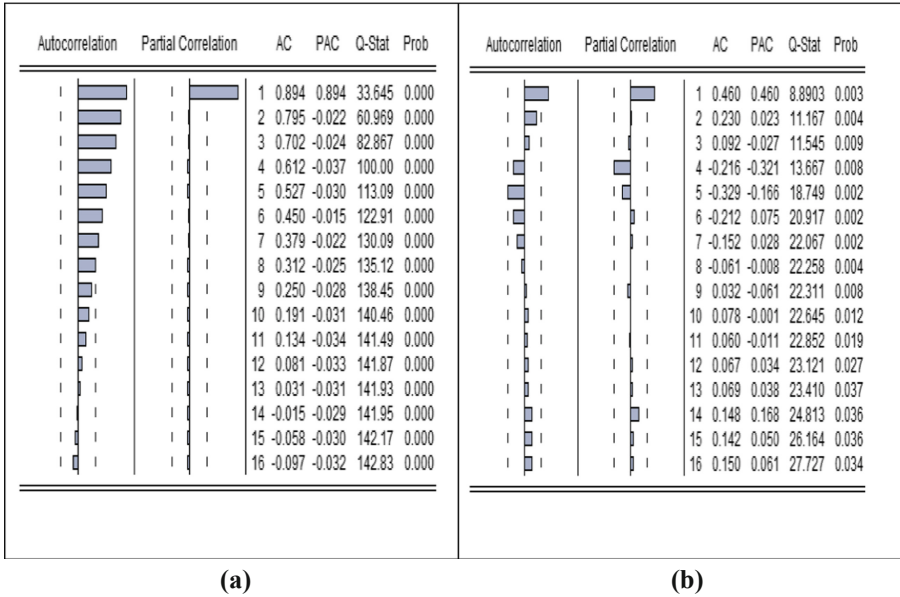 Autocorrelation Partial Correlation AC PAC Q-Stat Prob
1 0.894 0.894 33.645 0.000
2 0.795 -0.022 60.969 0.000
3 0.702 -0.024 82.867 0.000
4 0.612 -0.037 100.00 0.000
5 0.527 -0.030 113.09 0.000
6 0.450 -0.015 122.91 0.000
7 0.379 -0.022 130.09 0.000
8 0.312 -0.025 135.12 0.000
9 0.250 -0.028 138.45 0.000
10 0.191 -0.031 140.46 0.000
11 0.134 -0.034 141.49 0.000
12 0.081 -0.033 141.87 0.000
13 0.031 -0.031 141.93 0.000
14 -0.015 -0.029 141.95 0.000
15 -0.058 -0.030 142.17 0.000
16 -0.097 -0.032 142.83 0.000
(a)
Autocorrelation Partial Correlation AC PAC Q-Stat Prob
1 0.460 0.460 8.8903 0.003
2 0.230 0.023 11.167 0.004
3 0.092 -0.027 11.545 0.009
4 -0.216 -0.321 13.667 0.008
5 -0.329 -0.166 18.749 0.002
6 -0.212 0.075 20.917 0.002
7 -0.152 0.028 22.067 0.002
8 -0.061 -0.008 22.258 0.004
9 0.032 -0.061 22.311 0.008
10 0.078 -0.001 22.645 0.012
11 0.060 -0.011 22.852 0.019
12 0.067 0.034 23.121 0.027
13 0.069 0.038 23.410 0.037
14 0.148 0.168 24.813 0.036
15 0.142 0.050 26.164 0.036
16 0.150 0.061 27.727 0.034
(b)